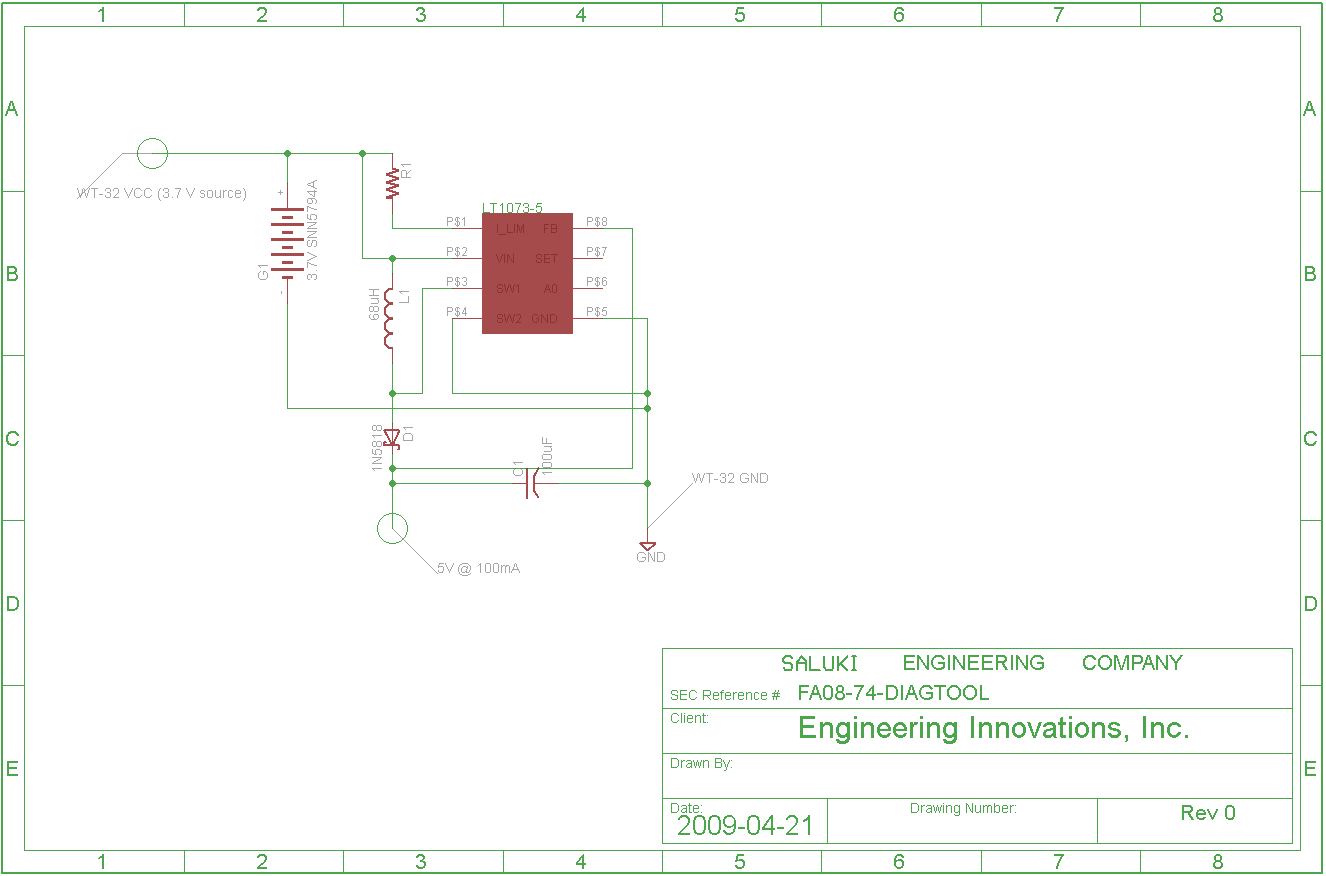 1 2 3 4 5 6 7 8
A A
WT-32 VCC (3.7 V source)
R1
+
3.7V SNN5794A
G1
-
LT1073-5
P$1 I_LIM FB P$8
P$2 VIN SET P$7
P$3 SW1 A0 P$6
P$4 SW2 GND P$5
B B
68uH
L1
C C
1N5818
D1
C1
100uF
WT-32 GND
GND
5V @ 100mA
D D
SALUKI ENGINEERING COMPANY
SEC Reference # FA08-74-DIAGTOOL
Client:
Engineering Innovations, Inc.
Drawn By:
E E
Date:
2009-04-21
Drawing Number:
Rev 0
1 2 3 4 5 6 7 8